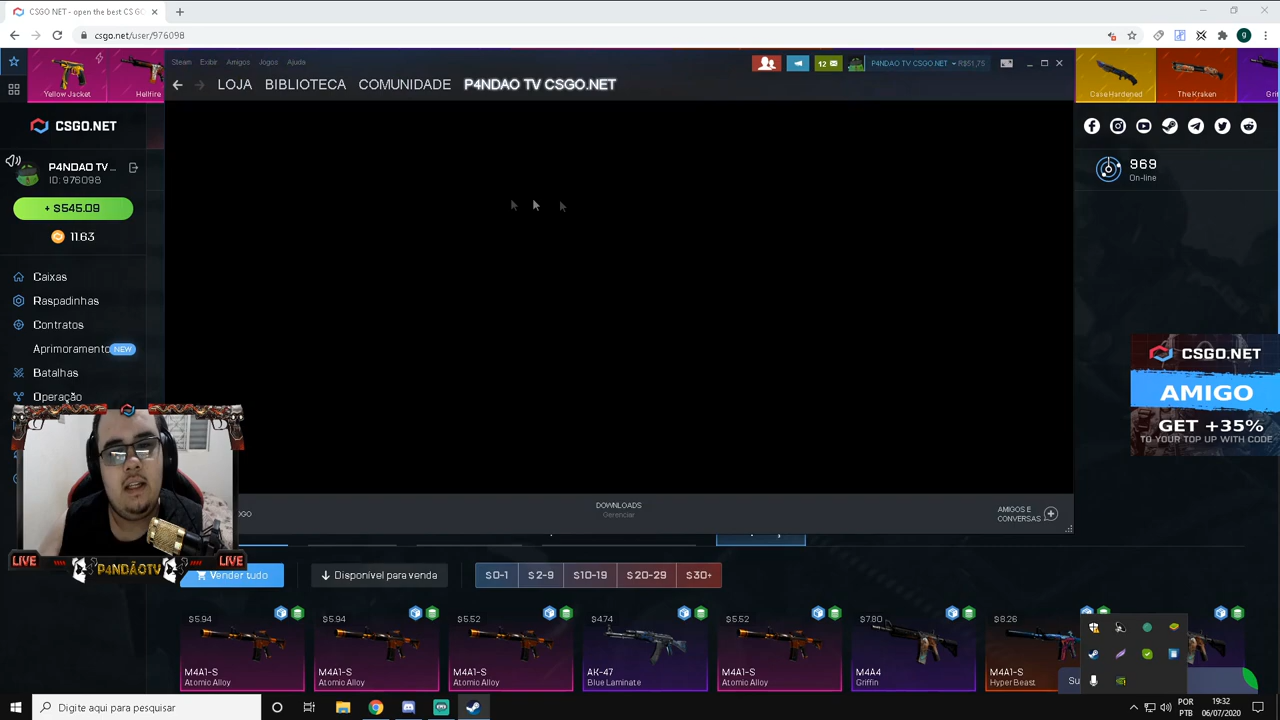 CSGO.NET - open the best CS GO
csgo.net/user/976098
g
Yellow Jacket
Hellfire
Steam Exibir Amigos Jogos Ajuda
12
P4NDAO TV CSGO.NET
R$51,75
LOJA BIBLIOTECA COMUNIDADE P4NDAO TV CSGO.NET
Case Hardened
The Kraken
CSGO.NET
P4NDAO TV ...
ID: 976098
+ $545.09
11.63
969
On-line
Caixas
Raspadinhas
Contratos
Aprimoramento NEW
Batalhas
Operação
CSGO.NET
AMIGO
GET +35%
TO YOUR TOP UP WITH CODE
DOWNLOADS
Gerenciar
AMIGOS E
CONVERSAS
LIVE
P4NDÃOTV
LIVE
Vender tudo
Disponível para venda
$0-1 $2-9 $10-19 $20-29 $30+
$5.94
M4A1-S
Atomic Alloy
$5.94
M4A1-S
Atomic Alloy
$5.52
M4A1-S
Atomic Alloy
$4.74
AK-47
Blue Laminate
$5.52
M4A1-S
Atomic Alloy
$7.80
M4A4
Griffin
$8.26
M4A1-S
Hyper Beast
Digite aqui para pesquisar
POR
PTB
19:32
06/07/2020